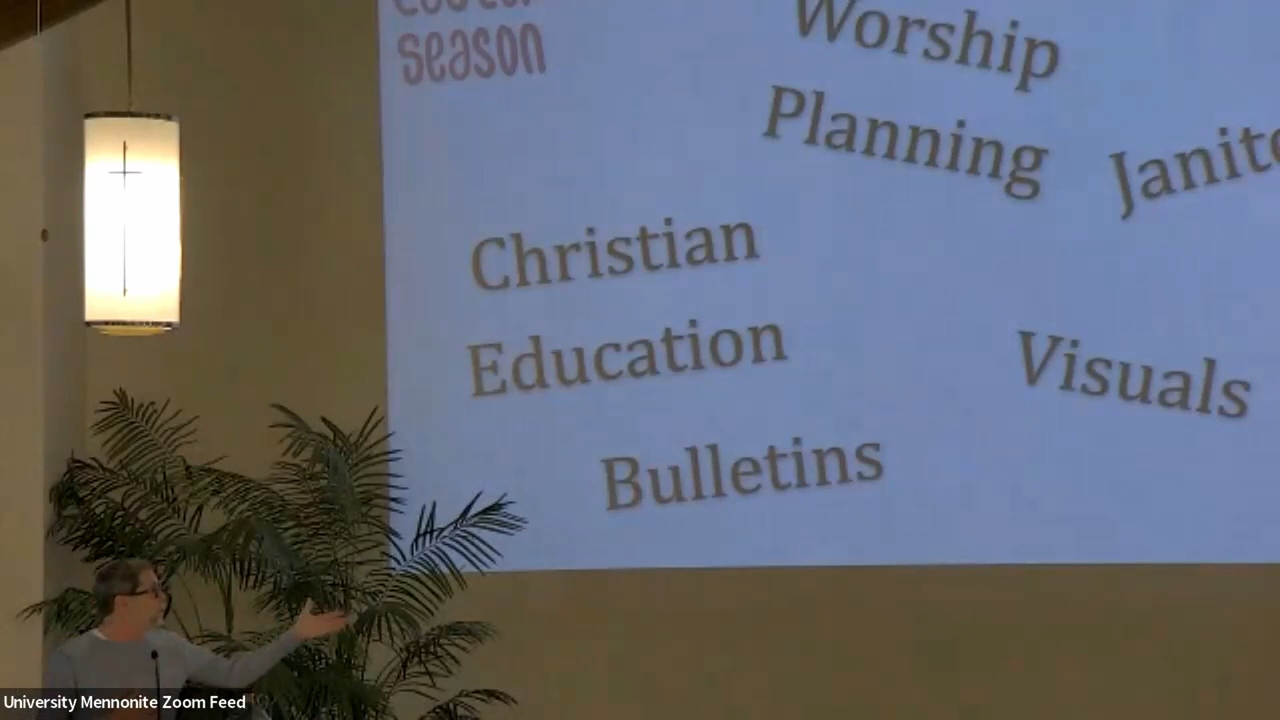 season
Worship
Planning
Christian
Education
Visuals
Bulletins
University Mennonite Zoom Feed